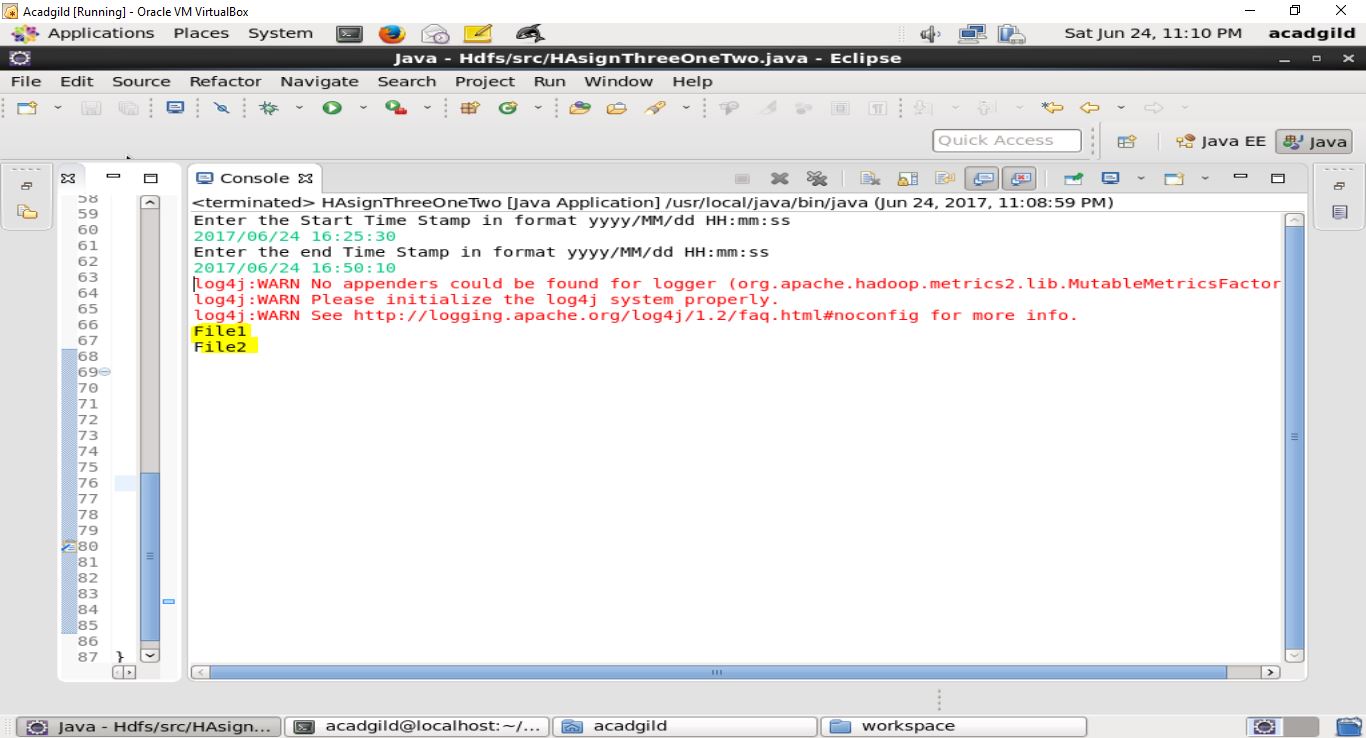 Acadgild [Running] - Oracle VM VirtualBox
Applications Places System Sat Jun 24, 11:10 PM acadgild
Java - Hdfs/src/HAsignThreeOneTwo.java - Eclipse
File Edit Source Refactor Navigate Search Project Run Window Help
Quick Access Java EE Java
Console
<terminated> HAsignThreeOneTwo [Java Application] /usr/local/java/bin/java (Jun 24, 2017, 11:08:59 PM)
Enter the Start Time Stamp in format yyyy/MM/dd HH:mm:ss
2017/06/24 16:25:30
Enter the end Time Stamp in format yyyy/MM/dd HH:mm:ss
2017/06/24 16:50:10
log4j:WARN No appenders could be found for logger (org.apache.hadoop.metrics2.lib.MutableMetricsFactor
log4j:WARN Please initialize the log4j system properly.
log4j:WARN See http://logging.apache.org/log4j/1.2/faq.html#noconfig for more info.
File1
File2
58
59
60
61
62
63
64
65
66
67
68
69
70
71
72
73
74
75
76
77
78
79
80
81
82
83
84
85
86
87 }
Java - Hdfs/src/HAsign... acadgild@localhost:~/... acadgild workspace